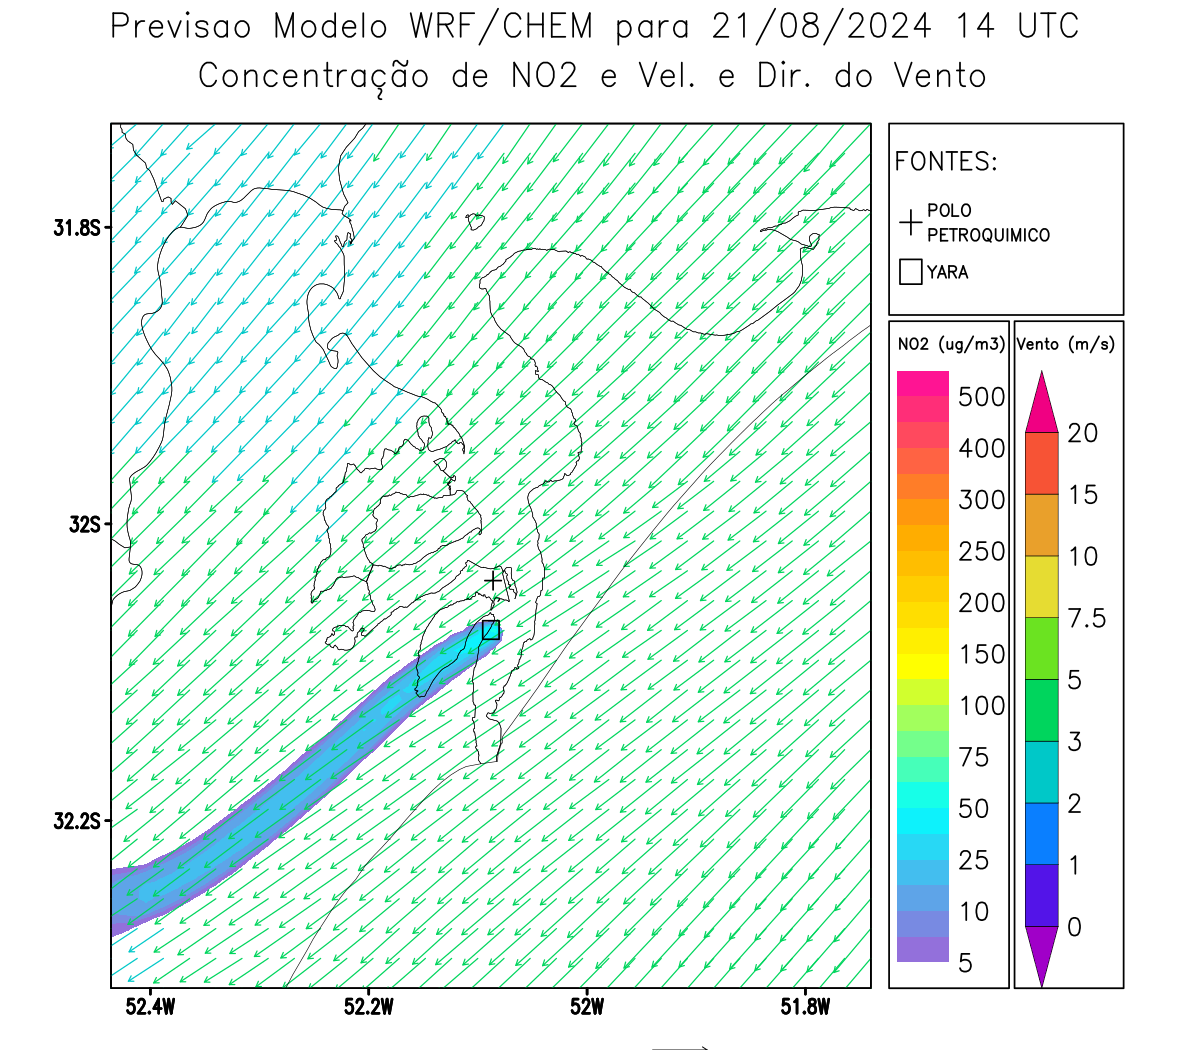 Previsao Modelo WRF/CHEM para 21/08/2024 14 UTC
Concentração de NO2 e Vel. e Dir. do Vento
FONTES:
POLO
PETROQUIMICO
YARA
31.8S
32S
32.2S
52.4W
52.2W
52W
51.8W
NO2 (ug/m3)
500
400
300
250
200
150
100
75
50
25
10
5
Vento (m/s)
20
15
10
7.5
5
3
2
1
0